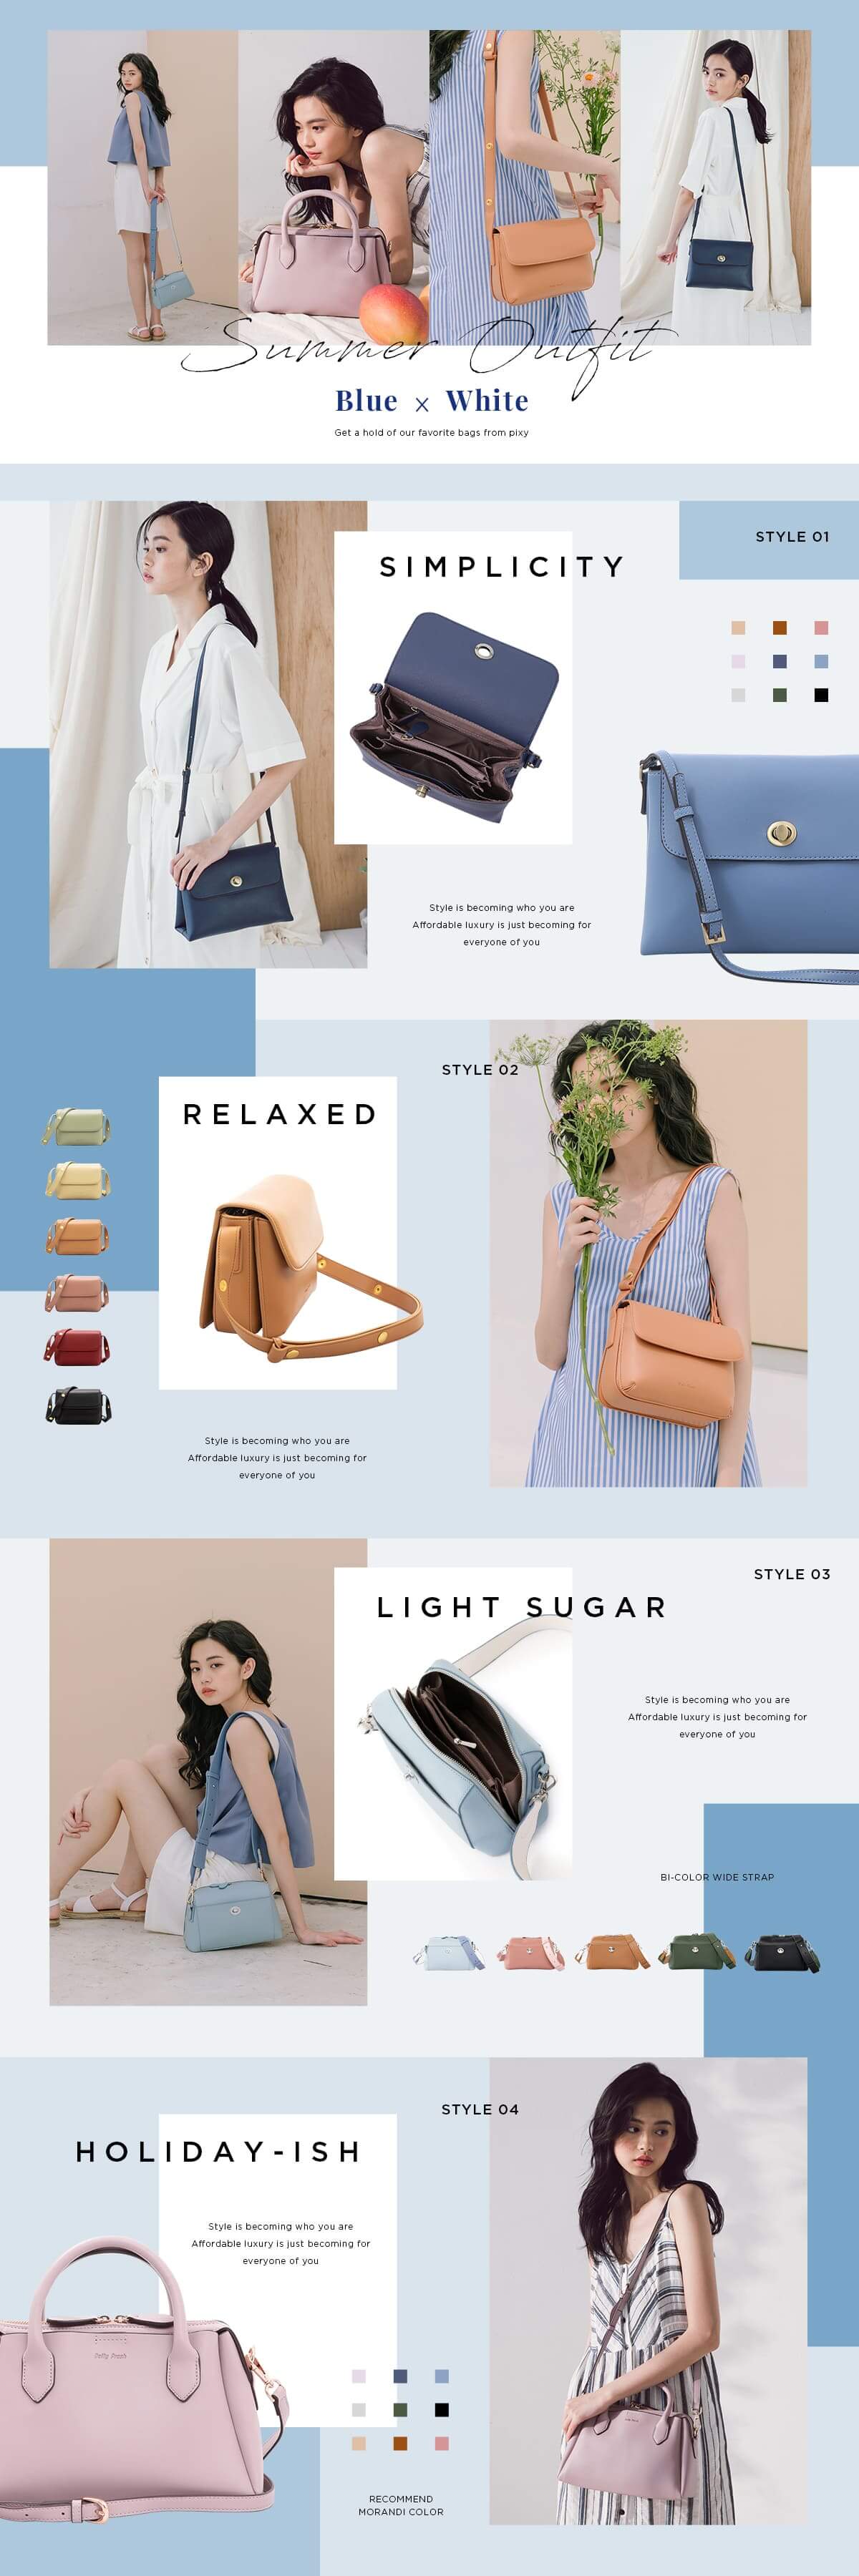 Summer Outfit
Blue x White
Get a hold of our favorite bags from pixy
STYLE 01
SIMPLICITY
Style is becoming who you are
Affordable luxury is just becoming for
everyone of you
STYLE 02
RELAXED
Style is becoming who you are
Affordable luxury is just becoming for
everyone of you
STYLE 03
LIGHT SUGAR
Style is becoming who you are
Affordable luxury is just becoming for
everyone of you
BI-COLOR WIDE STRAP
STYLE 04
HOLIDAY-ISH
Style is becoming who you are
Affordable luxury is just becoming for
everyone of you
RECOMMEND
MORANDI COLOR